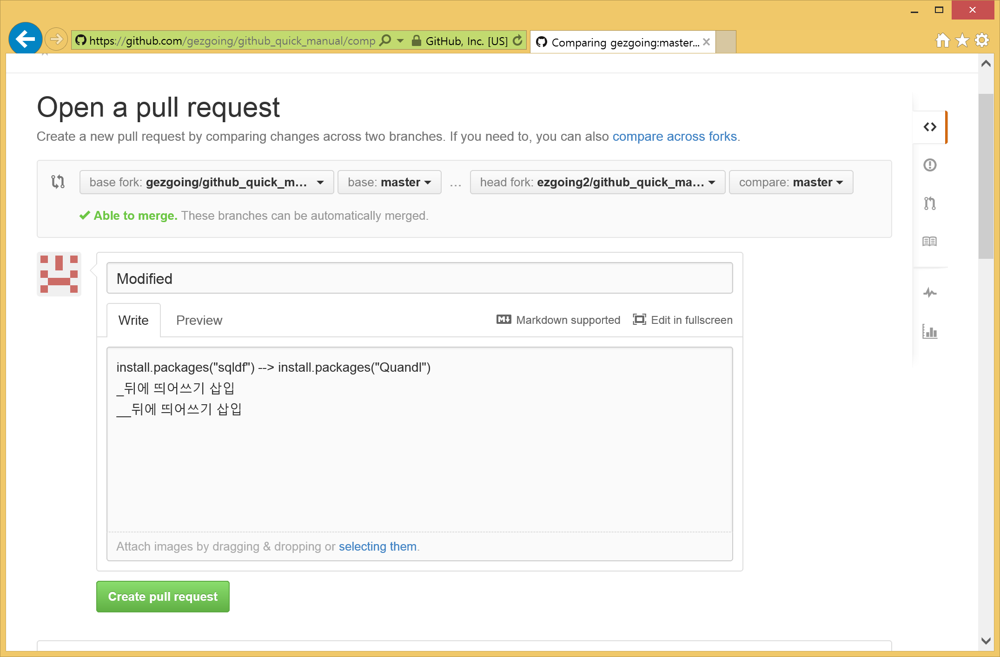 https://github.com/gezgoing/github_quick_manual/comp GitHub, Inc. [US] Comparing gezgoing:master...
Open a pull request
Create a new pull request by comparing changes across two branches. If you need to, you can also compare across forks.
base fork: gezgoing/github_quick_m... base: master ... head fork: ezgoing2/github_quick_ma... compare: master
Able to merge. These branches can be automatically merged.
Modified
Write Preview Markdown supported Edit in fullscreen
install.packages("sqldf") --> install.packages("Quandl")
_뒤에 띄어쓰기 삽입
__뒤에 띄어쓰기 삽입
Attach images by dragging & dropping or selecting them.
Create pull request